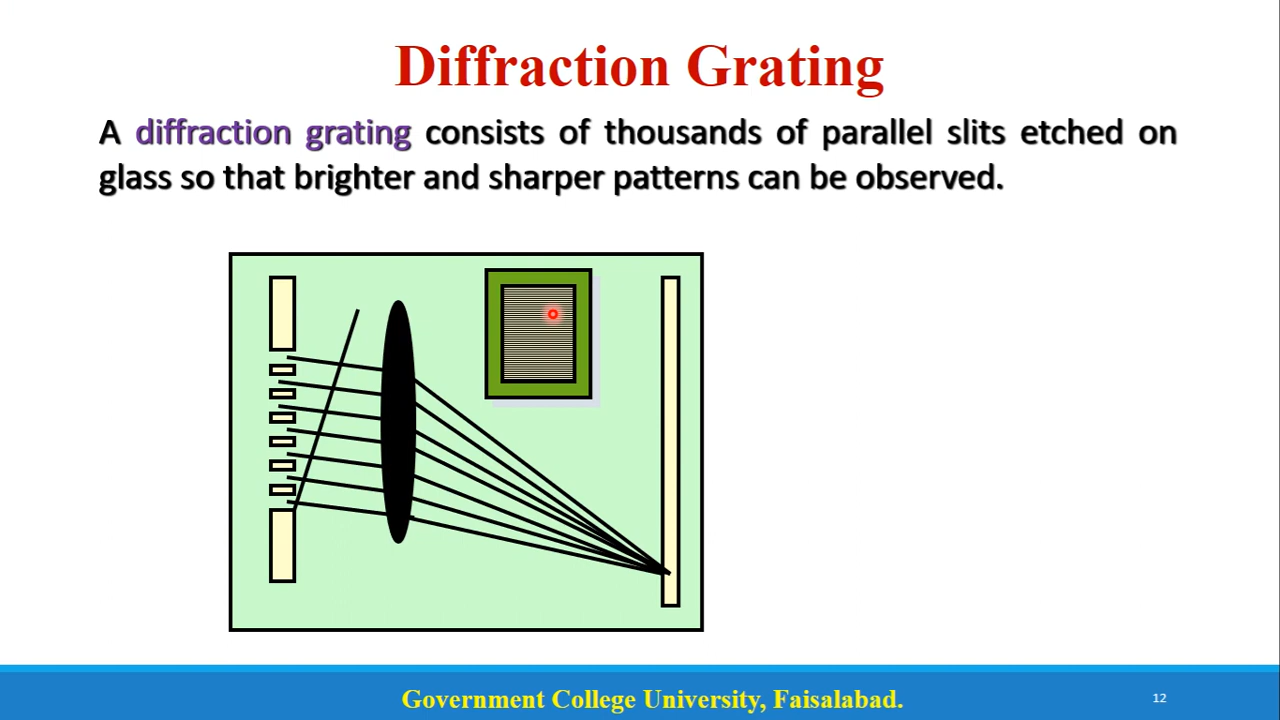 Diffraction Grating
A diffraction grating consists of thousands of parallel slits etched on
glass so that brighter and sharper patterns can be observed.
Government College University, Faisalabad.
12